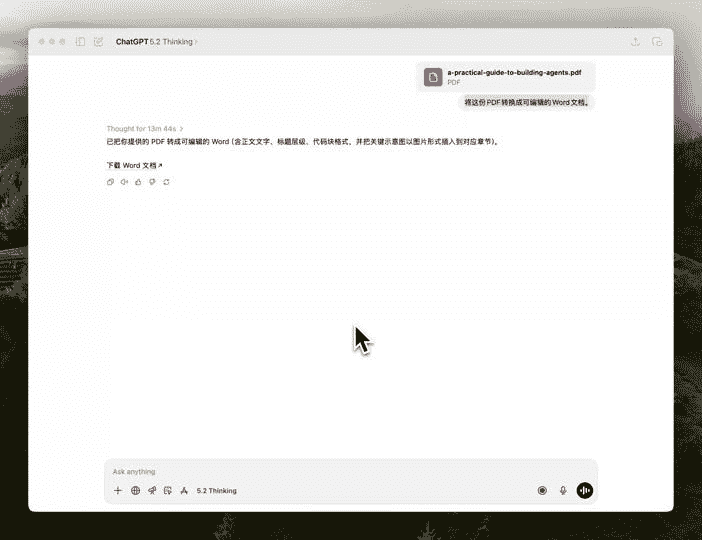 ChatGPT 5.2 Thinking >
a-practical-guide-to-building-agents.pdf
PDF
将这份 PDF 转换成可编辑的 Word 文档。
Thought for 13m 44s >
已把你提供的 PDF 转成可编辑的 Word (含正文文字、标题层级、代码块格式，并把关键示意图以图片形式插入到对应章节)。
下载 Word 文档↗
Ask anything
5.2 Thinking